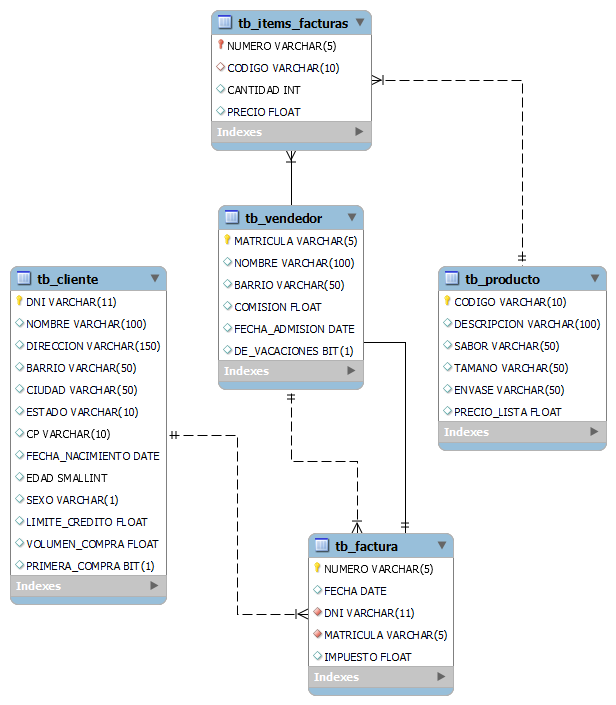 tb_items_facturas
NUMERO VARCHAR(5)
CODIGO VARCHAR(10)
CANTIDAD INT
PRECIO FLOAT
Indexes
tb_vendedor
MATRICULA VARCHAR(5)
NOMBRE VARCHAR(100)
BARRIO VARCHAR(50)
COMISION FLOAT
FECHA_ADMISION DATE
DE_VACACIONES BIT(1)
Indexes
tb_cliente
DNI VARCHAR(11)
NOMBRE VARCHAR(100)
DIRECCION VARCHAR(150)
BARRIO VARCHAR(50)
CIUDAD VARCHAR(50)
ESTADO VARCHAR(10)
CP VARCHAR(10)
FECHA_NACIMIENTO DATE
EDAD SMALLINT
SEXO VARCHAR(1)
LIMITE_CREDITO FLOAT
VOLUMEN_COMPRA FLOAT
PRIMERA_COMPRA BIT(1)
Indexes
tb_producto
CODIGO VARCHAR(10)
DESCRIPCION VARCHAR(100)
SABOR VARCHAR(50)
TAMANO VARCHAR(50)
ENVASE VARCHAR(50)
PRECIO_LISTA FLOAT
Indexes
tb_factura
NUMERO VARCHAR(5)
FECHA DATE
DNI VARCHAR(11)
MATRICULA VARCHAR(5)
IMPUESTO FLOAT
Indexes